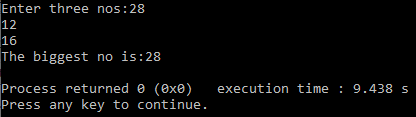 Enter three nos:28
12
16
The biggest no is:28
Process returned 0 (0x0)   execution time : 9.438 s
Press any key to continue.